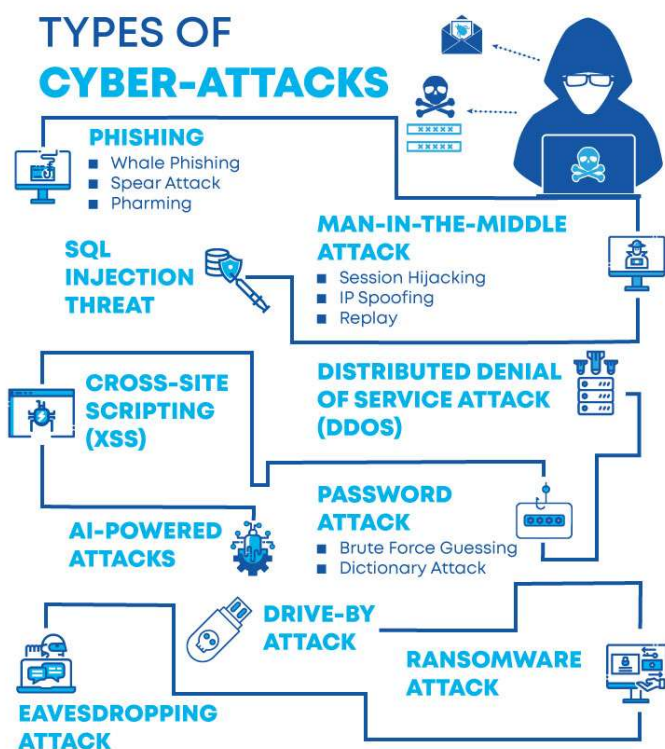 TYPES OF
CYBER-ATTACKS
xxxxx
xxxxx
PHISHING
■ Whale Phishing
■ Spear Attack
■ Pharming
MAN-IN-THE-MIDDLE
ATTACK
■ Session Hijacking
■ IP Spoofing
■ Replay
SQL
INJECTION
THREAT
CROSS-SITE
SCRIPTING
(XSS)
DISTRIBUTED DENIAL
OF SERVICE ATTACK
(DDOS)
AI-POWERED
ATTACKS
PASSWORD
ATTACK
■ Brute Force Guessing
■ Dictionary Attack
DRIVE-BY
ATTACK
RANSOMWARE
ATTACK
EAVESDROPPING
ATTACK